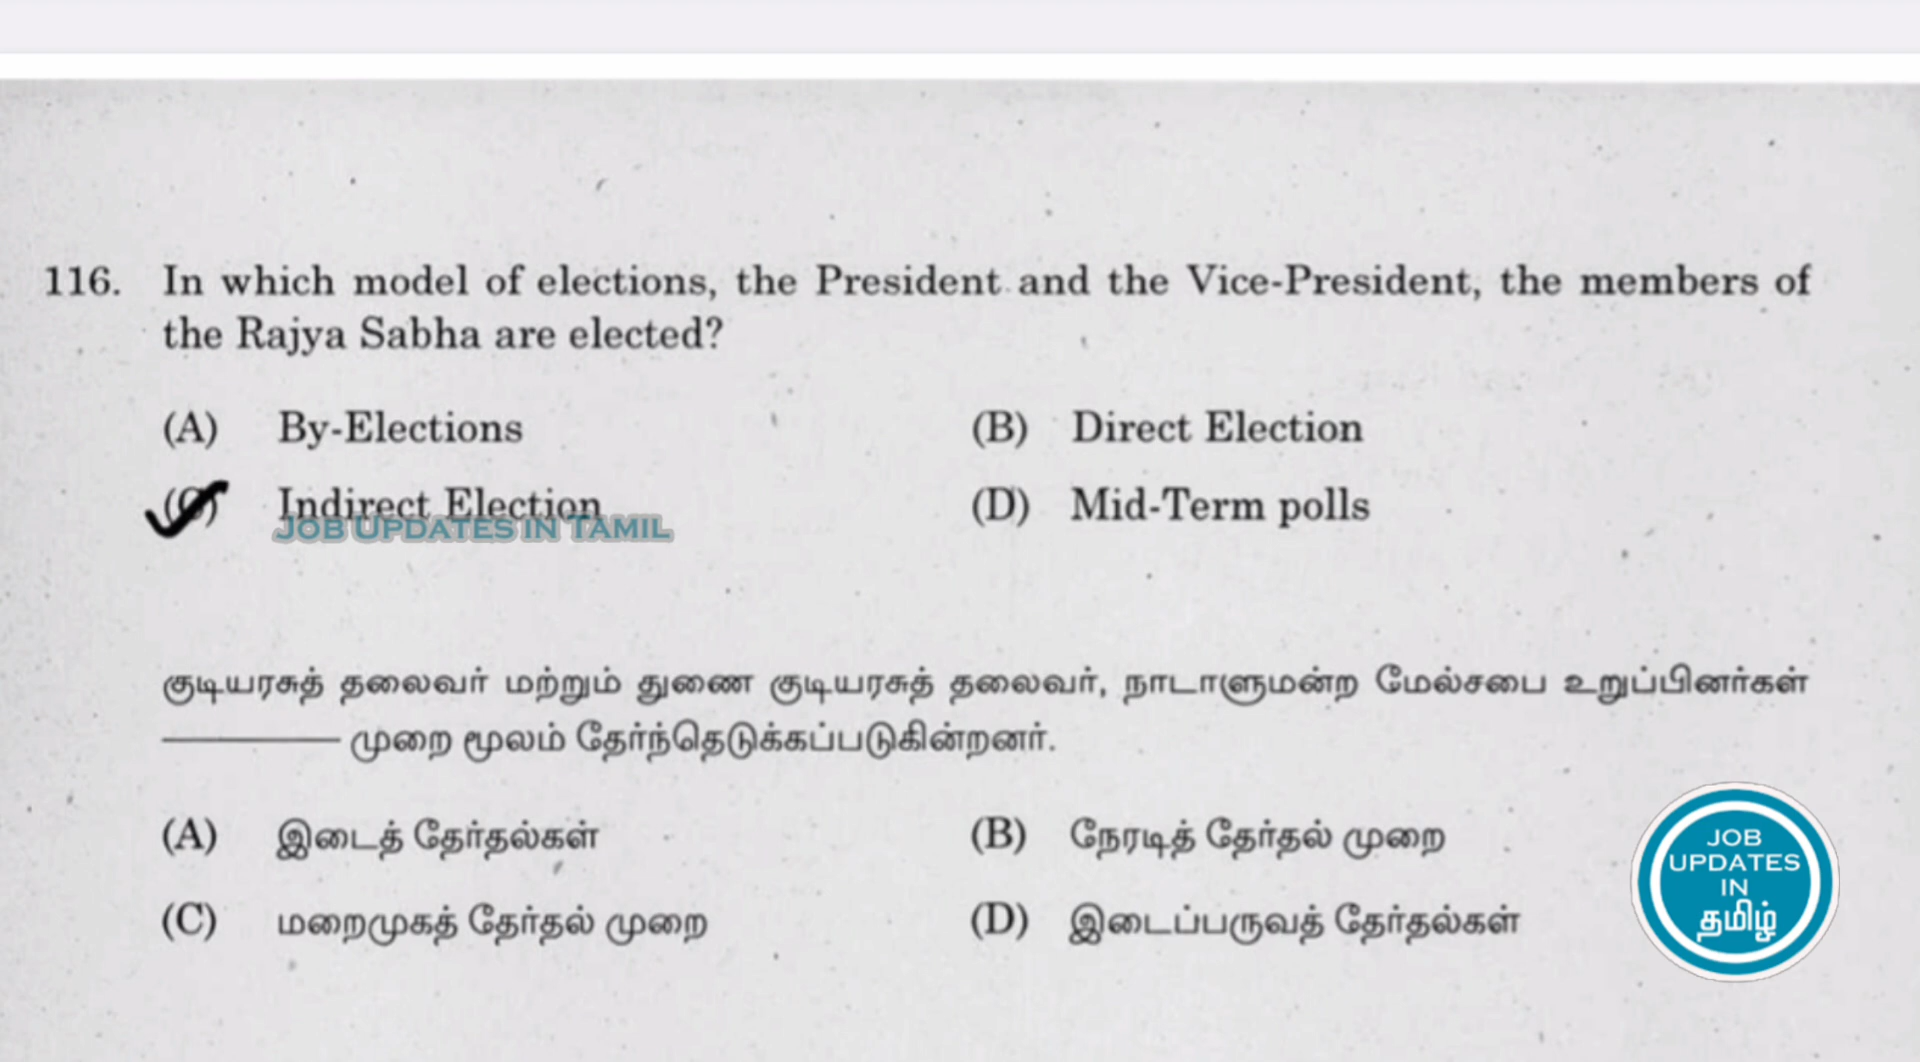 116. In which model of elections, the President and the Vice-President, the members of
the Rajya Sabha are elected?
(A) By-Elections (B) Direct Election
(C) Indirect Election (D) Mid-Term polls
JOB UPDATES IN TAMIL
குடியரசுத் தலைவர் மற்றும் துணை குடியரசுத் தலைவர், நாடாளுமன்ற மேல்சபை உறுப்பினர்கள்
முறை மூலம் தேர்ந்தெடுக்கப்படுகின்றனர்.
(A) இடைத் தேர்தல்கள் (B) நேரடித் தேர்தல் முறை
(C) மறைமுகத் தேர்தல் முறை (D) இடைப்பருவத் தேர்தல்கள்
JOB
UPDATES
IN
தமிழ்